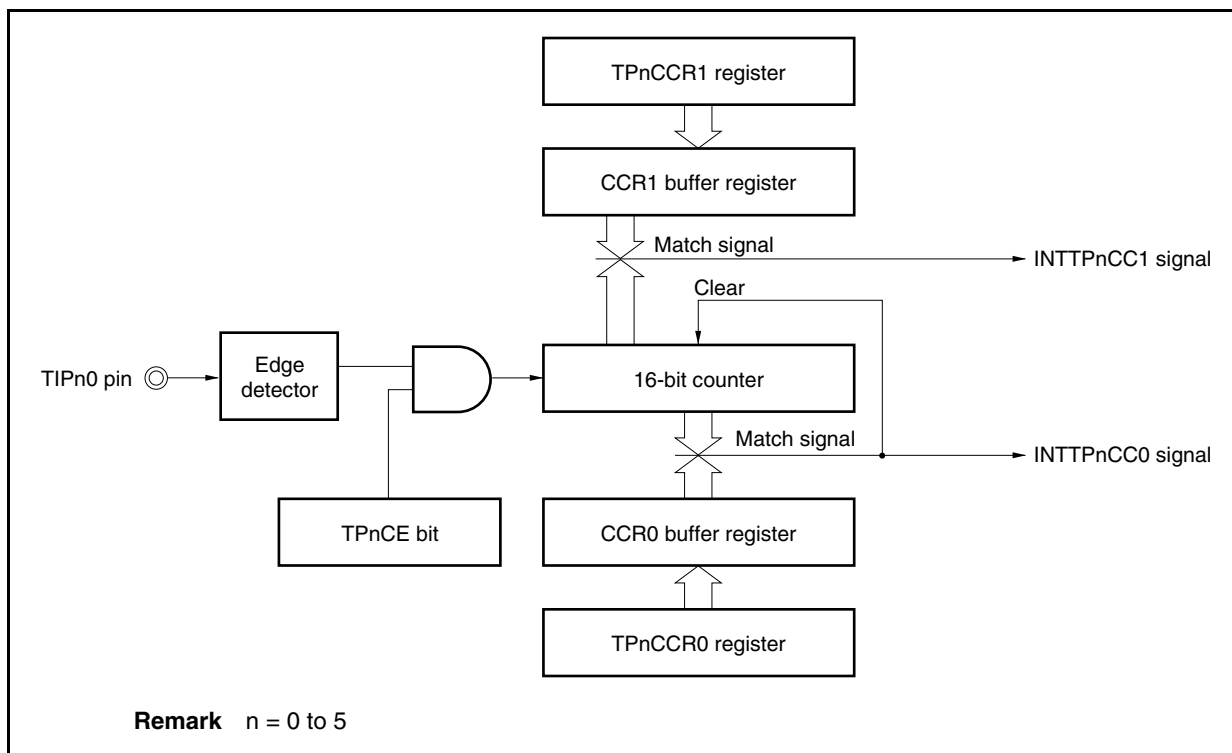 TPnCCR1 register
CCR1 buffer register
Match signal
INTTPnCC1 signal
Clear
TIPn0 pin
Edge
detector
16-bit counter
Match signal
INTTPnCC0 signal
TPnCE bit
CCR0 buffer register
TPnCCR0 register
Remark n = 0 to 5